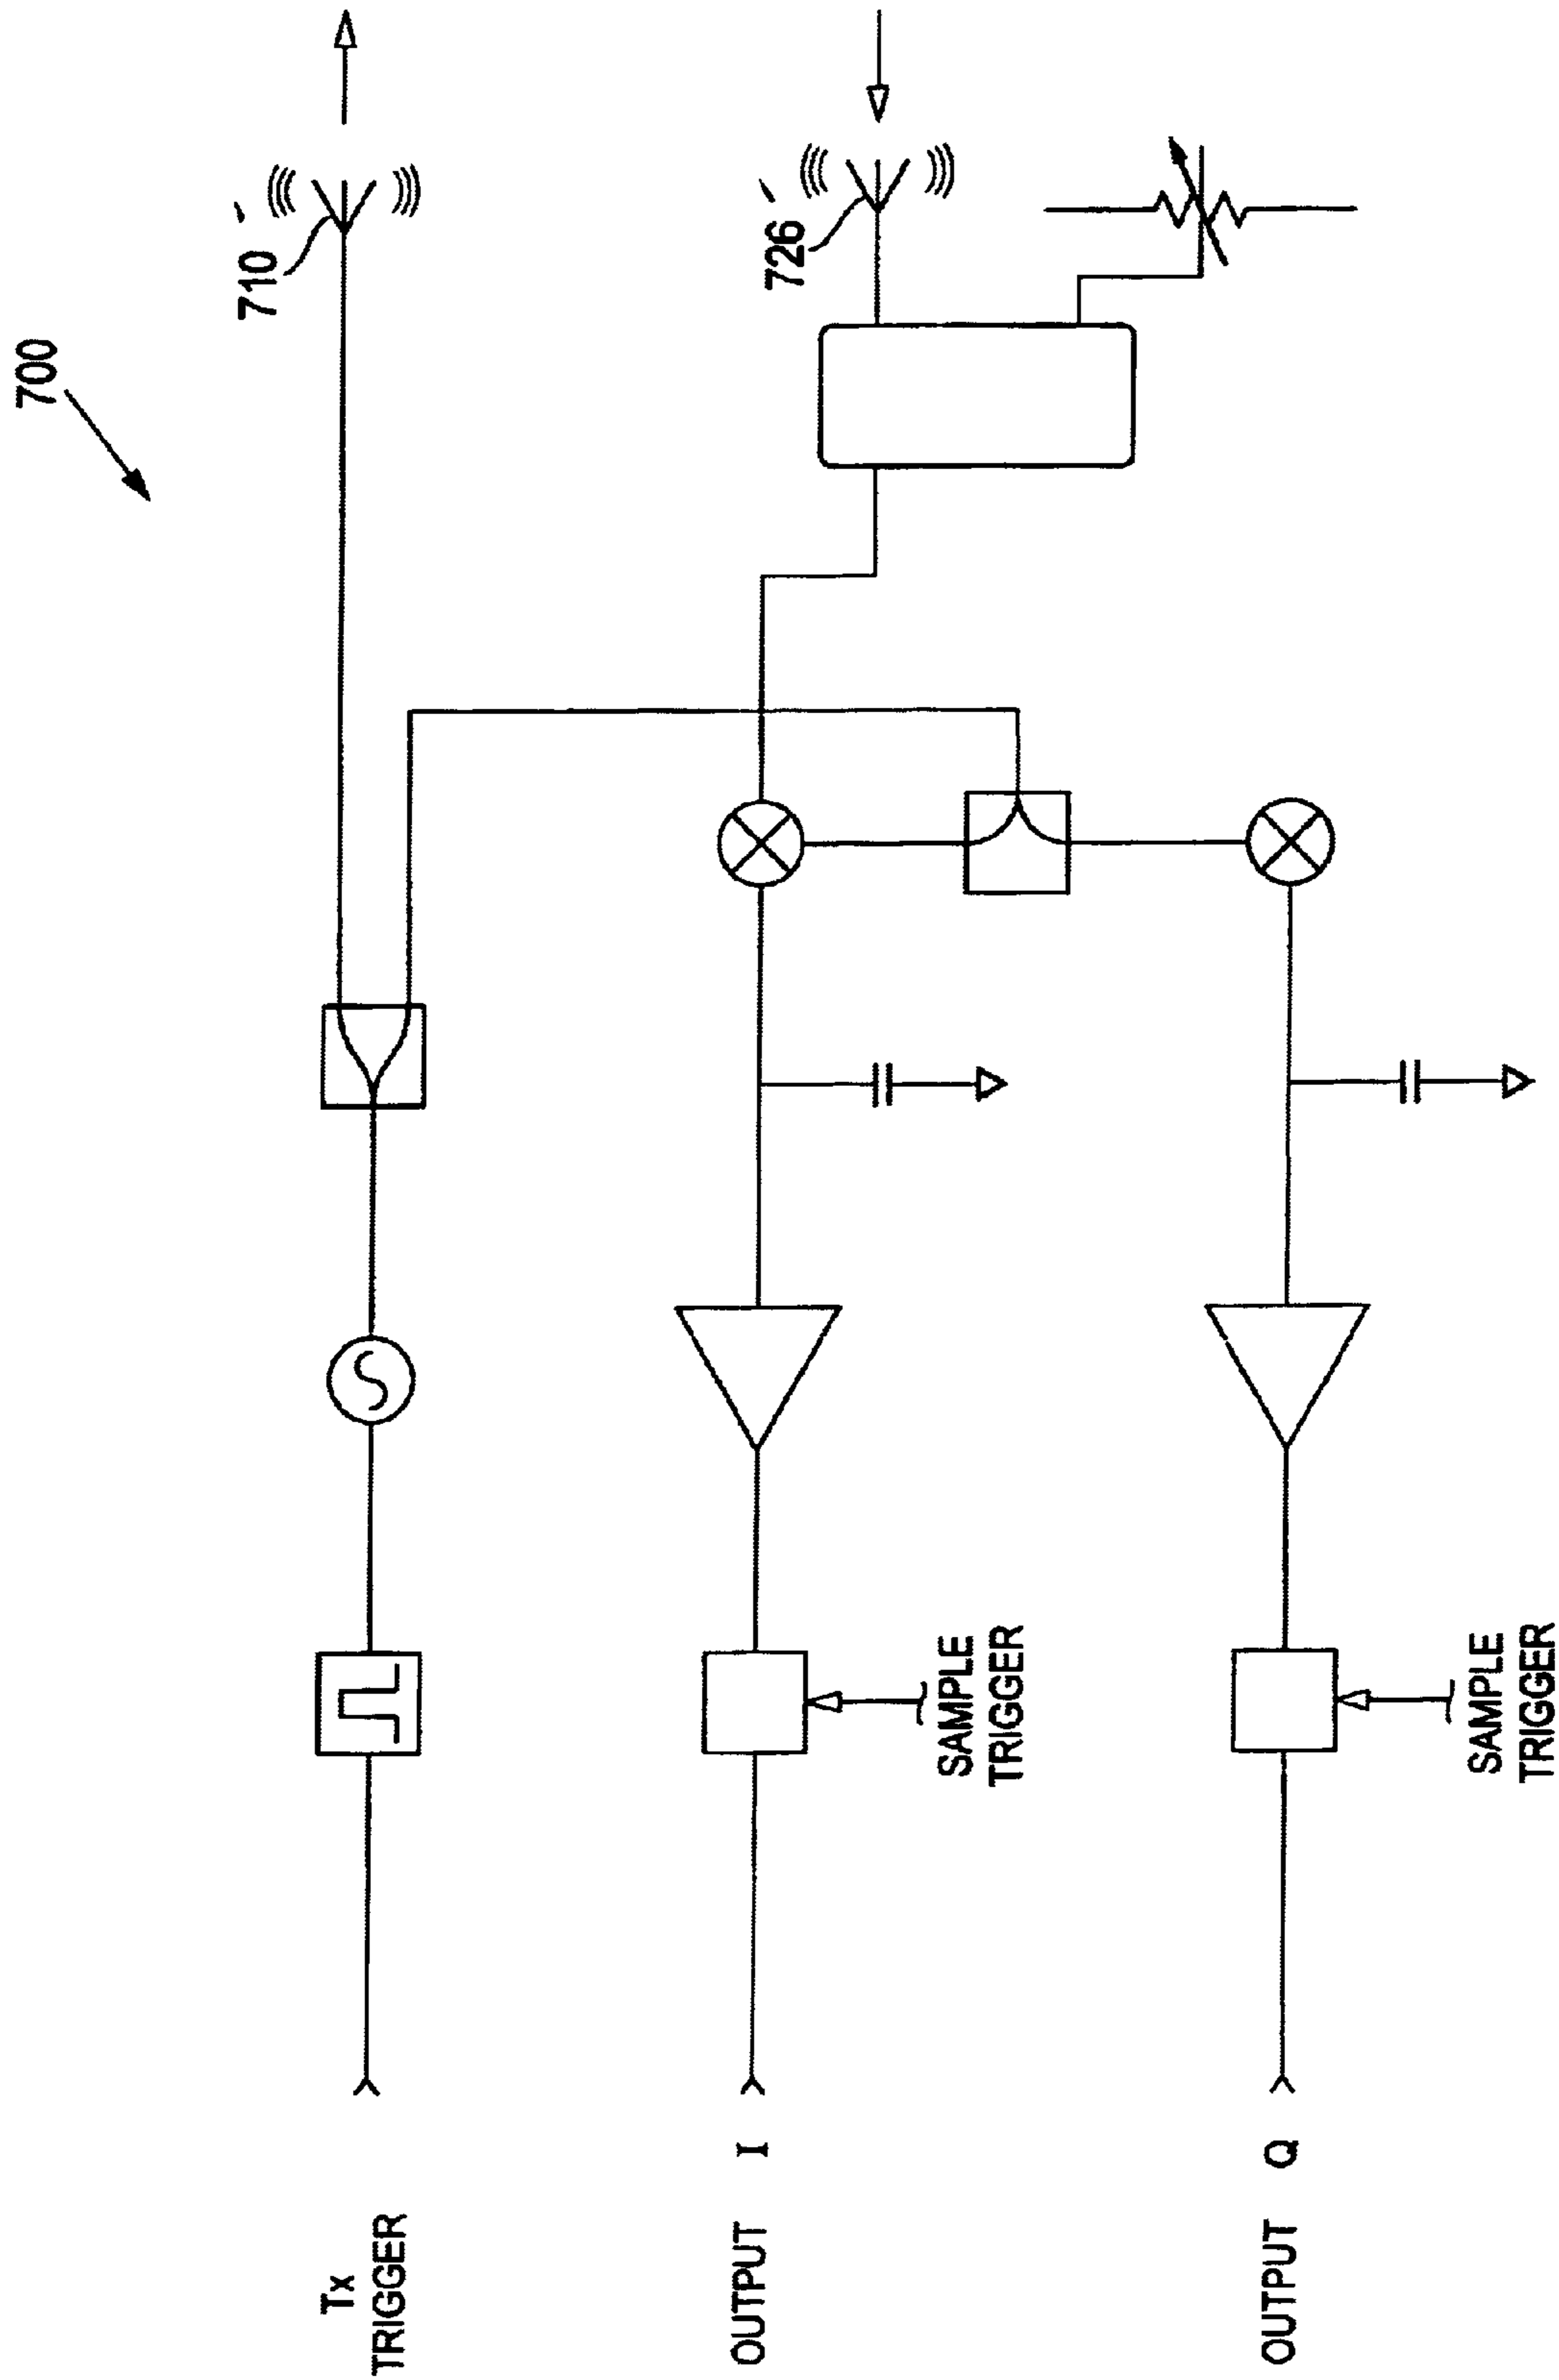 700
710
726
Tx
TRIGGER
OUTPUT I
SAMPLE
TRIGGER
OUTPUT Q
SAMPLE
TRIGGER